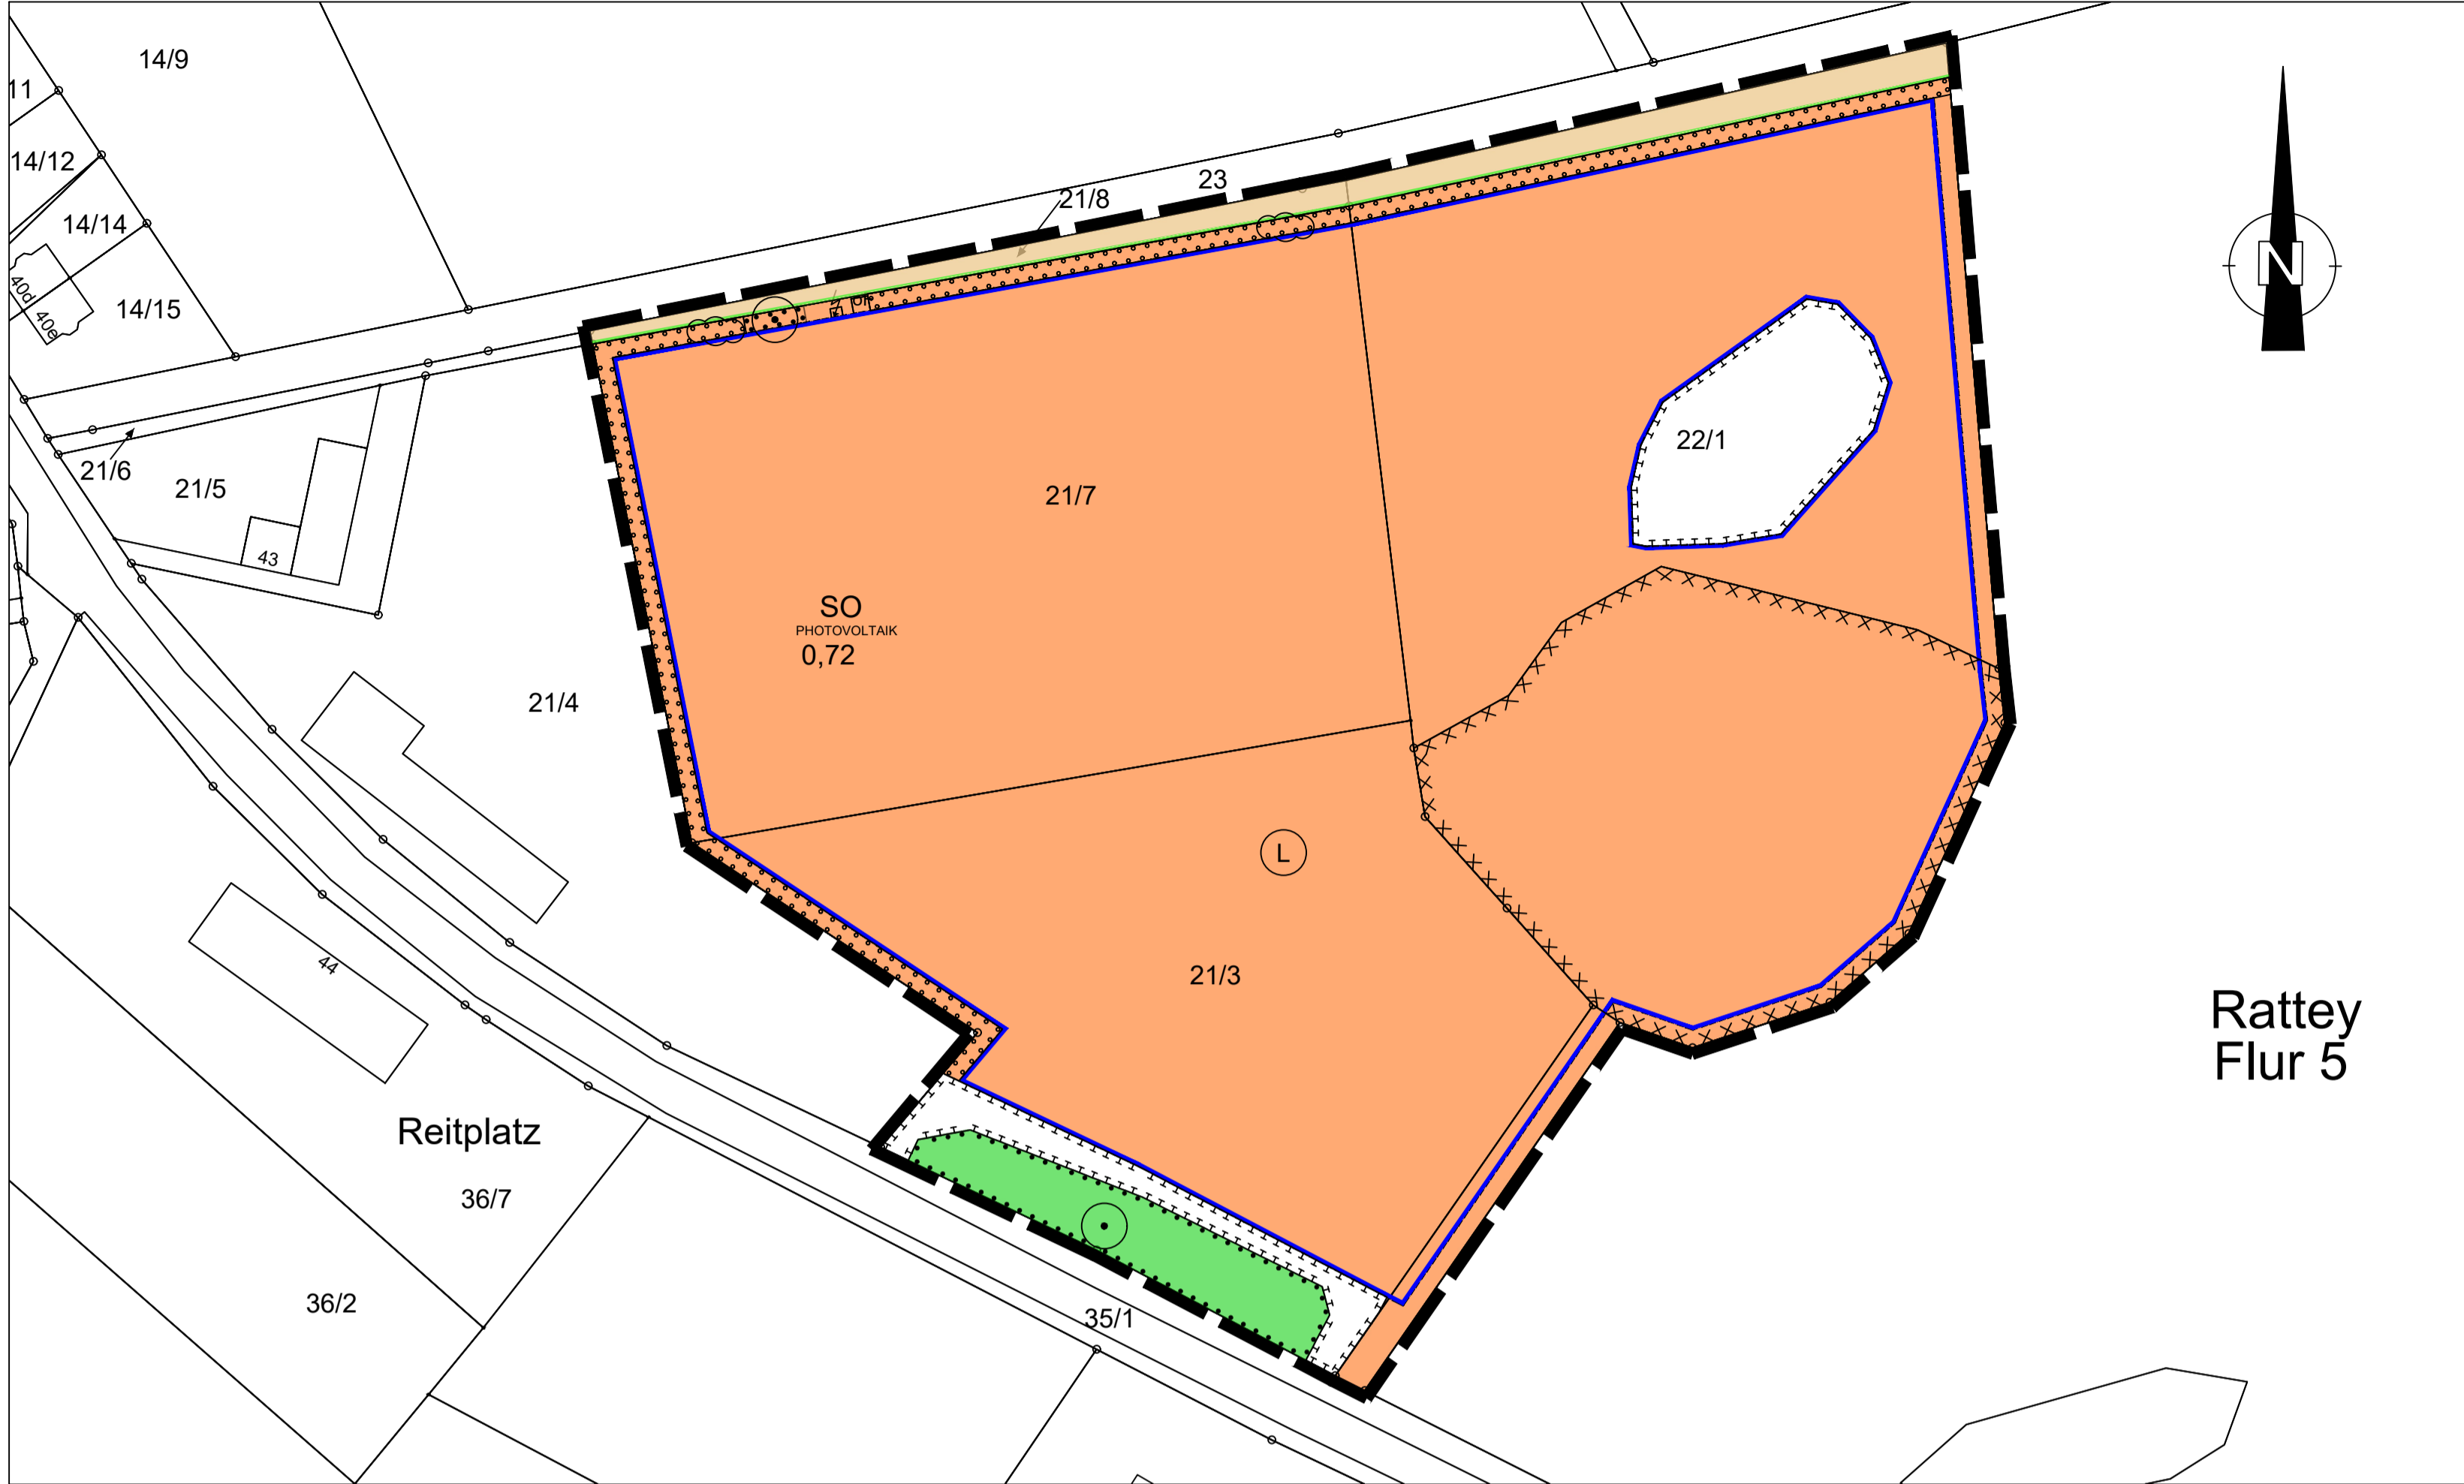 14/9
11
14/12
14/14
14/15
40d
40e
23
21/8
21/6
21/5
43
22/1
21/7
SO
PHOTOVOLTAIK
0,72
21/4
L
21/3
44
Reitplatz
36/7
36/2
35/1
N
Rattey
Flur 5